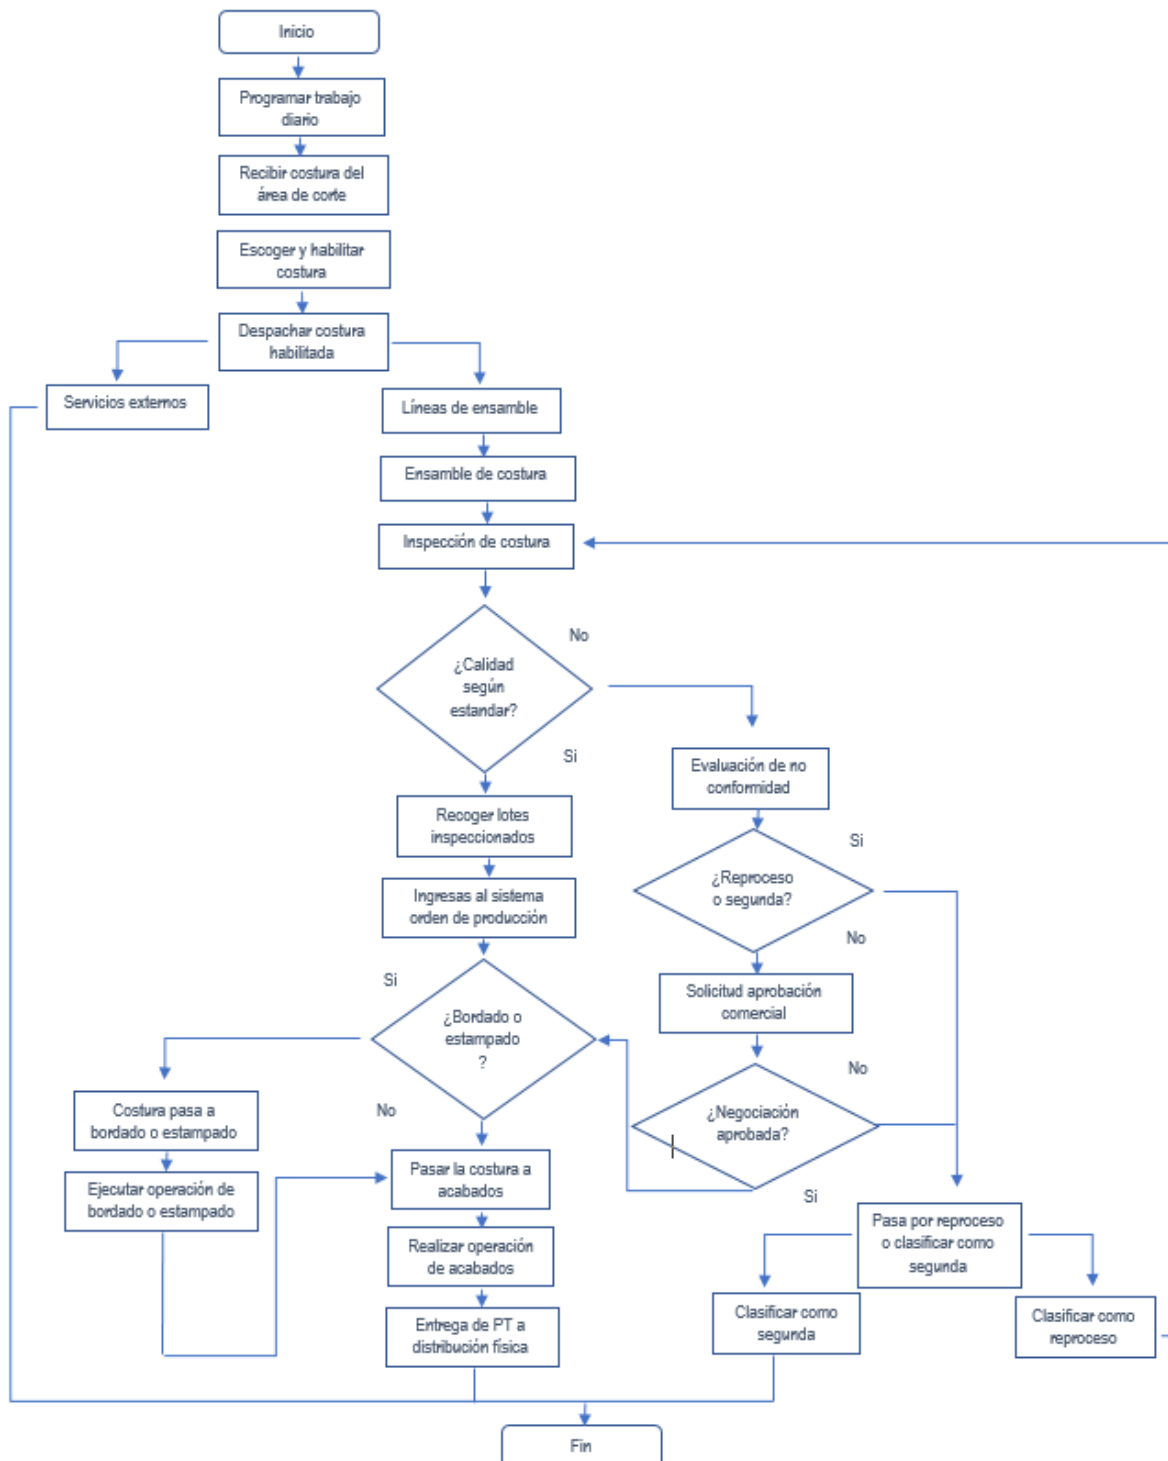 Inicio
Programar trabajo
diario
Recibir costura del
área de corte
Escoger y habilitar
costura
Despachar costura
habilitada
Servicios externos
Líneas de ensamble
Ensamble de costura
Inspección de costura
No
¿Calidad
según
estandar?
Si
Evaluación de no
conformidad
Recoger lotes
inspeccionados
Si
¿Reproceso
o segunda?
Ingresas al sistema
orden de producción
No
Si
Solicitud aprobación
comercial
¿Bordado o
estampado
?
No
Costura pasa a
bordado o estampado
No
¿Negociación
aprobada?
Pasar la costura a
acabados
Ejecutar operación de
bordado o estampado
Si
Pasa por reproceso
o clasificar como
segunda
Realizar operación
de acabados
Clasificar como
segunda
Clasificar como
reproceso
Entrega de PT a
distribución física
Fin